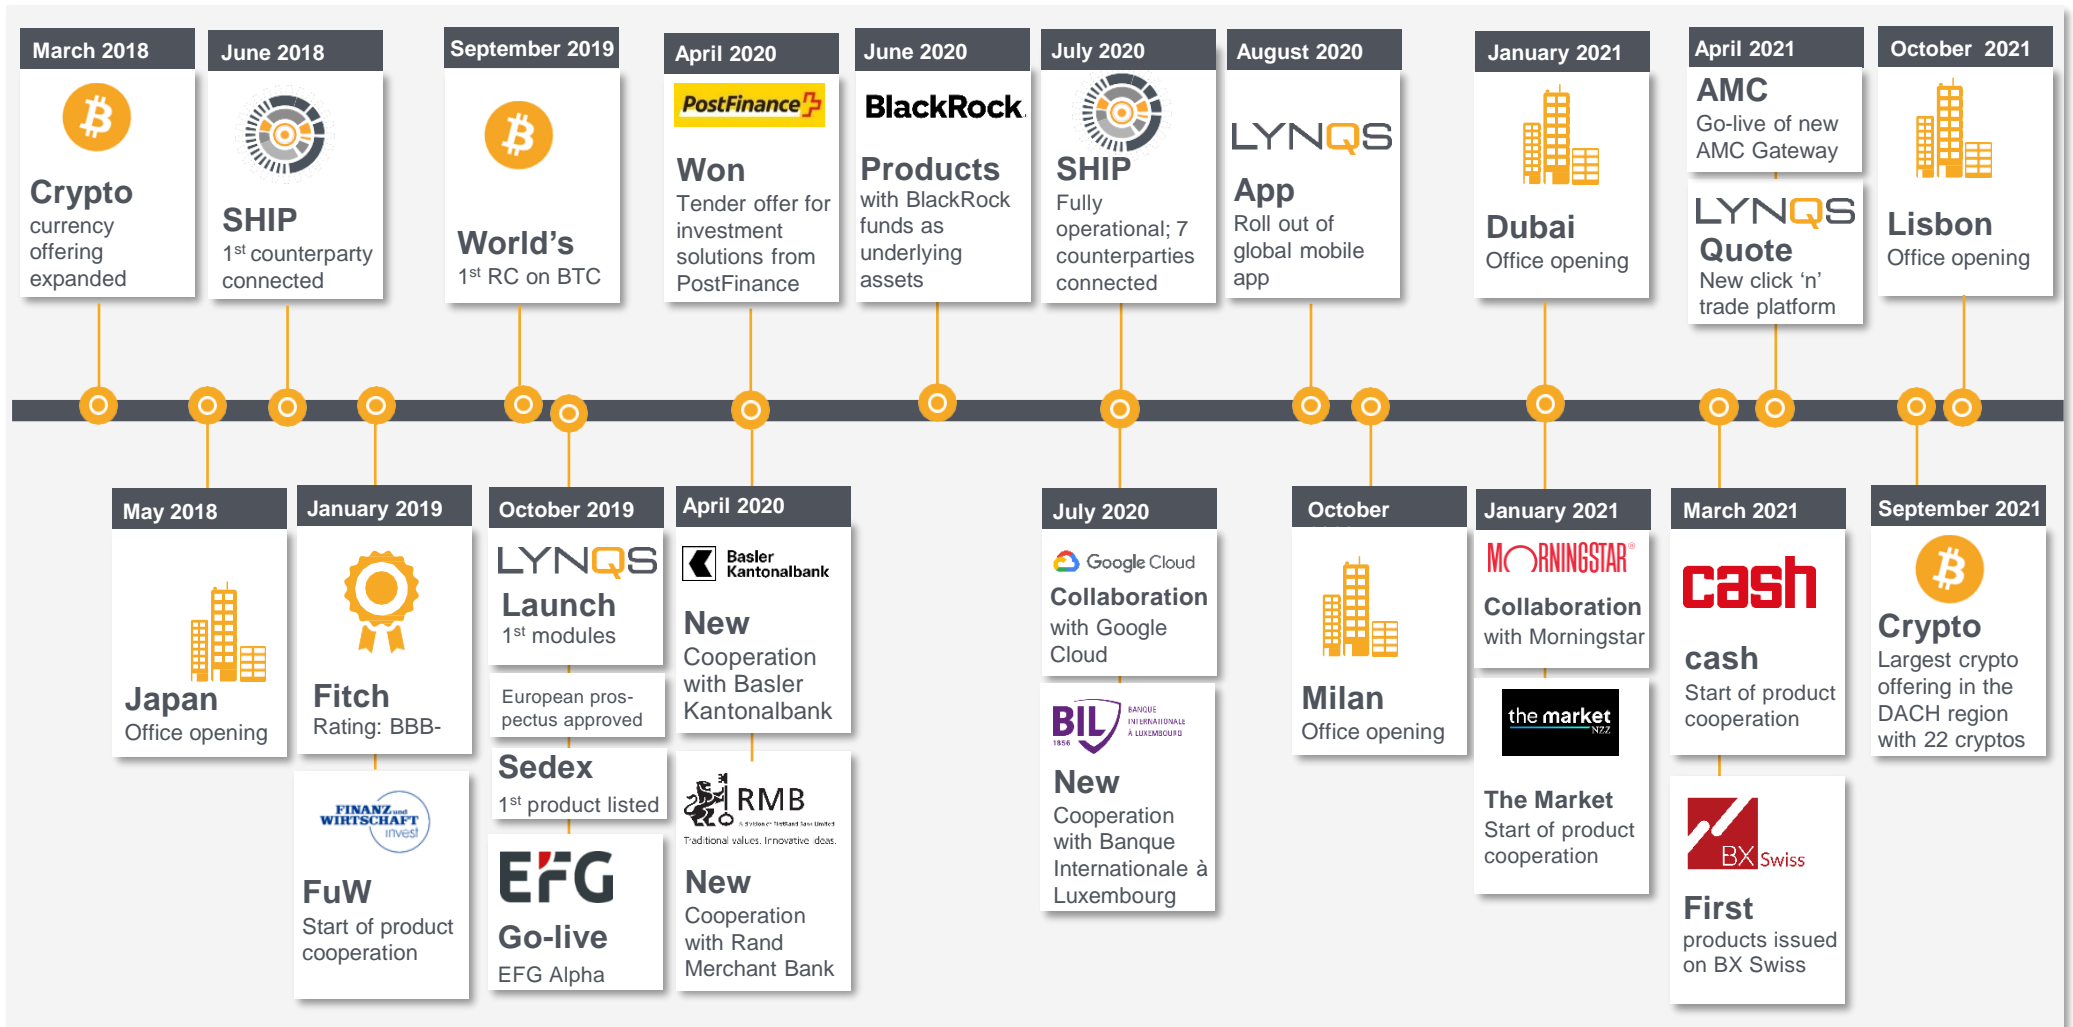 March 2018
Crypto
currency
offering
expanded
June 2018
SHIP
1st counterparty
connected
September 2019
World's
1st RC on BTC
April 2020
PostFinance
Won
Tender offer for
investment
solutions from
PostFinance
June 2020
BlackRock.
Products
with BlackRock
funds as
underlying
assets
July 2020
SHIP
Fully
operational; 7
counterparties
connected
August 2020
LYNQS
App
Roll out of
global mobile
app
January 2021
Dubai
Office opening
April 2021
AMC
Go-live of new
AMC Gateway
LYNQS
Quote
New click ‘n’
trade platform
October 2021
Lisbon
Office opening
May 2018
Japan
Office opening
January 2019
Fitch
Rating: BBB-
FINANZ und
WIRTSCHAFT
invest
FuW
Start of product
cooperation
October 2019
LYNQS
Launch
1st modules
European pros-
pectus approved
Sedex
1st product listed
EFG
Go-live
EFG Alpha
April 2020
Basler
Kantonalbank
New
Cooperation
with Basler
Kantonalbank
RMB
A division of FirstRand Bank Limited
Traditional values. Innovative ideas.
New
Cooperation
with Rand
Merchant Bank
July 2020
Google Cloud
Collaboration
with Google
Cloud
BIL
1856
BANQUE
INTERNATIONALE
À LUXEMBOURG
New
Cooperation
with Banque
Internationale à
Luxembourg
October
Milan
Office opening
January 2021
MORNINGSTAR®
Collaboration
with Morningstar
the market
NZZ
The Market
Start of product
cooperation
March 2021
cash
cash
Start of product
cooperation
BX Swiss
First
products issued
on BX Swiss
September 2021
Crypto
Largest crypto
offering in the
DACH region
with 22 cryptos